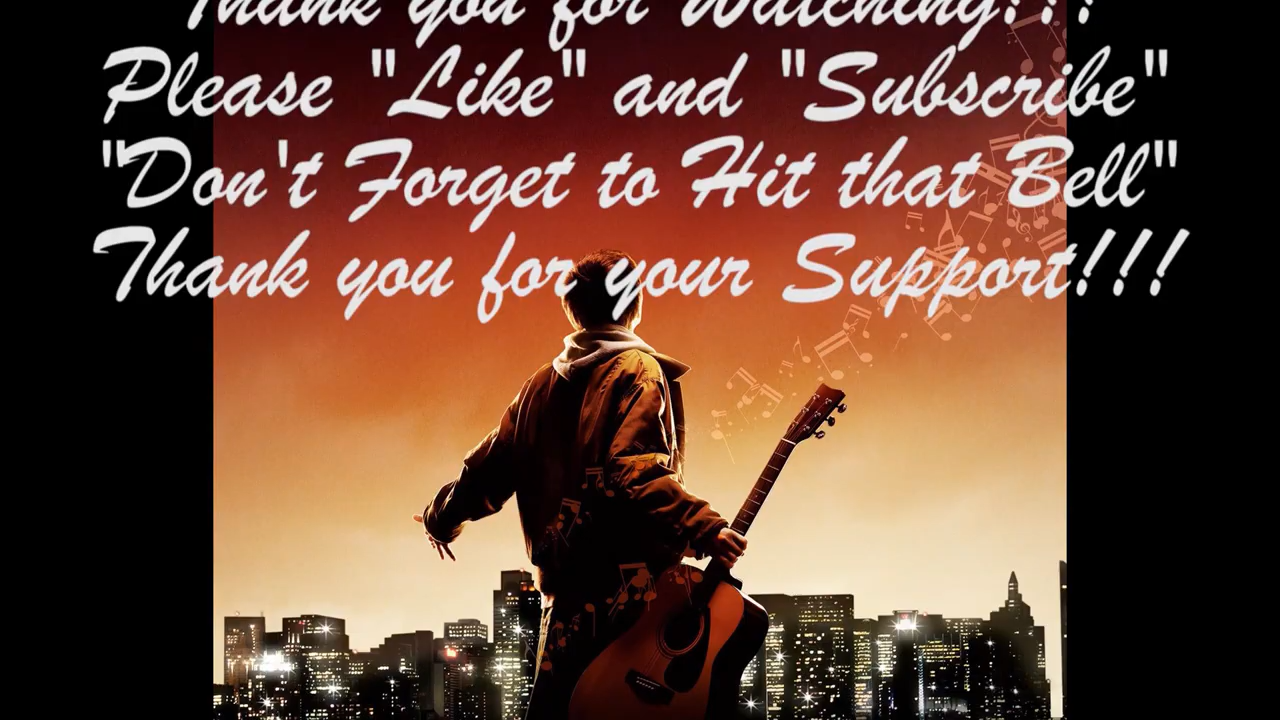 Thank you for Watching!!!
Please "Like" and "Subscribe"
"Don't Forget to Hit that Bell"
Thank you for your Support!!!